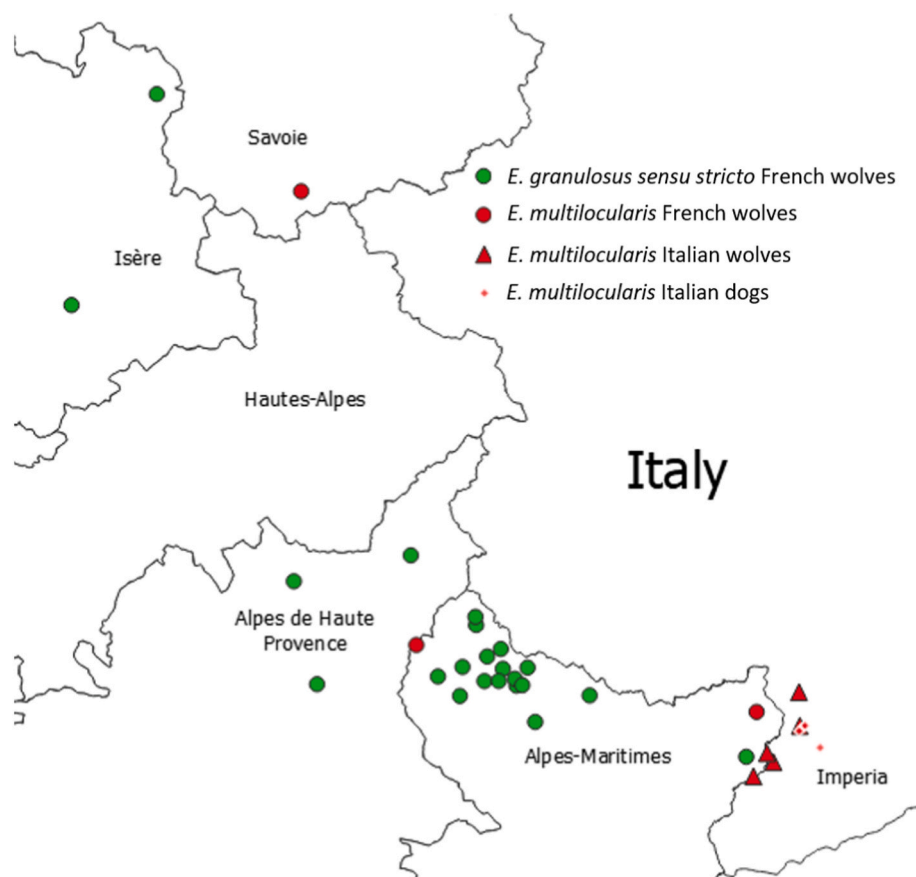 Savoie
E. granulosus sensu stricto French wolves
E. multilocularis French wolves
Isère
E. multilocularis Italian wolves
E. multilocularis Italian dogs
Hautes-Alpes
Italy
Alpes de Haute
Provence
Alpes-Maritimes
Imperia